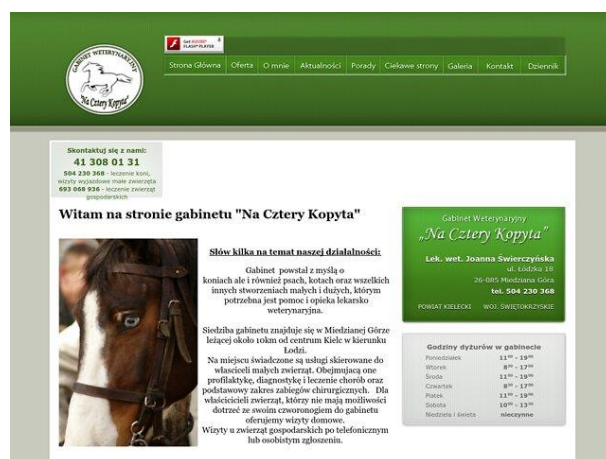 Get ADOBE®
FLASH® PLAYER
GABINET WETERYNARYJNY
"Na Cztery Kopyta"
Strona Główna Oferta O mnie Aktualności Porady Ciekawe strony Galeria Kontakt Dziennik
Skontaktuj się z nami:
41 308 01 31
504 230 368 - leczenie koni,
wizyty wyjazdowe małe zwierzęta
693 068 936 - leczenie zwierząt
gospodarskich
Witam na stronie gabinetu "Na Cztery Kopyta"
Słów kilka na temat naszej działalności:
Gabinet powstał z myślą o
koniach ale i również psach, kotach oraz wszelkich
innych stworzeniach małych i dużych, którym
potrzebna jest pomoc i opieka lekarsko
weterynaryjna.
Siedziba gabinetu znajduje się w Miedzianej Górze
leżącej około 10km od centrum Kielc w kierunku
Łodzi.
Na miejscu świadczone są usługi skierowane do
właścicieli małych zwierząt. Obejmującą one
profilaktykę, diagnostykę i leczenie chorób oraz
podstawowy zakres zabiegów chirurgicznych. Dla
właścicicieli zwierząt, którzy nie mają możliwości
dotrzeć ze swoim czworonogiem do gabinetu
oferujemy wizyty domowe.
Wizyty u zwierząt gospodarskich po telefonicznym
lub osobistym zgłoszeniu.
Gabinet Weterynaryjny
„Na Cztery Kopyta"
Lek. wet. Joanna Świerczyńska
ul. Łódzka 18
26-085 Miedziana Góra
tel. 504 230 368
POWIAT KIELECKI WOJ. ŚWIĘTOKRZYSKIE
Godziny dyżurów w gabinecie
Poniedziałek 11⁰⁰ - 19⁰⁰
Wtorek 8⁰⁰ - 17⁰⁰
Środa 11⁰⁰ - 19⁰⁰
Czwartek 8⁰⁰ - 17⁰⁰
Piątek 11⁰⁰ - 19⁰⁰
Sobota 10⁰⁰ - 13⁰⁰
Niedziela i święta nieczynne